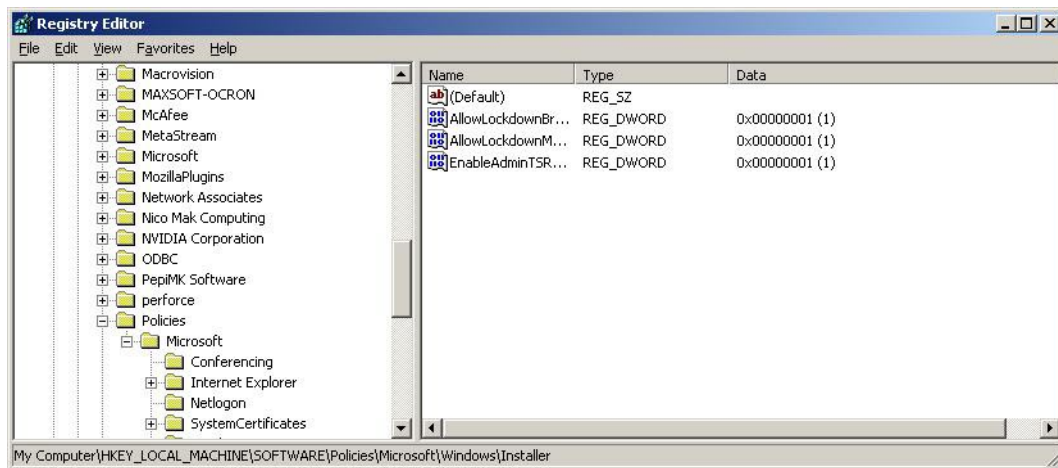 Registry Editor
File Edit View Favorites Help
Macrovision
MAXSOFT-OCRON
McAfee
MetaStream
Microsoft
MozillaPlugins
Network Associates
Nico Mak Computing
NVIDIA Corporation
ODBC
PepiMK Software
perforce
Policies
Microsoft
Conferencing
Internet Explorer
Netlogon
SystemCertificates
Name Type Data
(Default) REG_SZ
AllowLockdownBr... REG_DWORD 0x00000001 (1)
AllowLockdownM... REG_DWORD 0x00000001 (1)
EnableAdminTSR... REG_DWORD 0x00000001 (1)
My Computer\HKEY_LOCAL_MACHINE\SOFTWARE\Policies\Microsoft\Windows\Installer